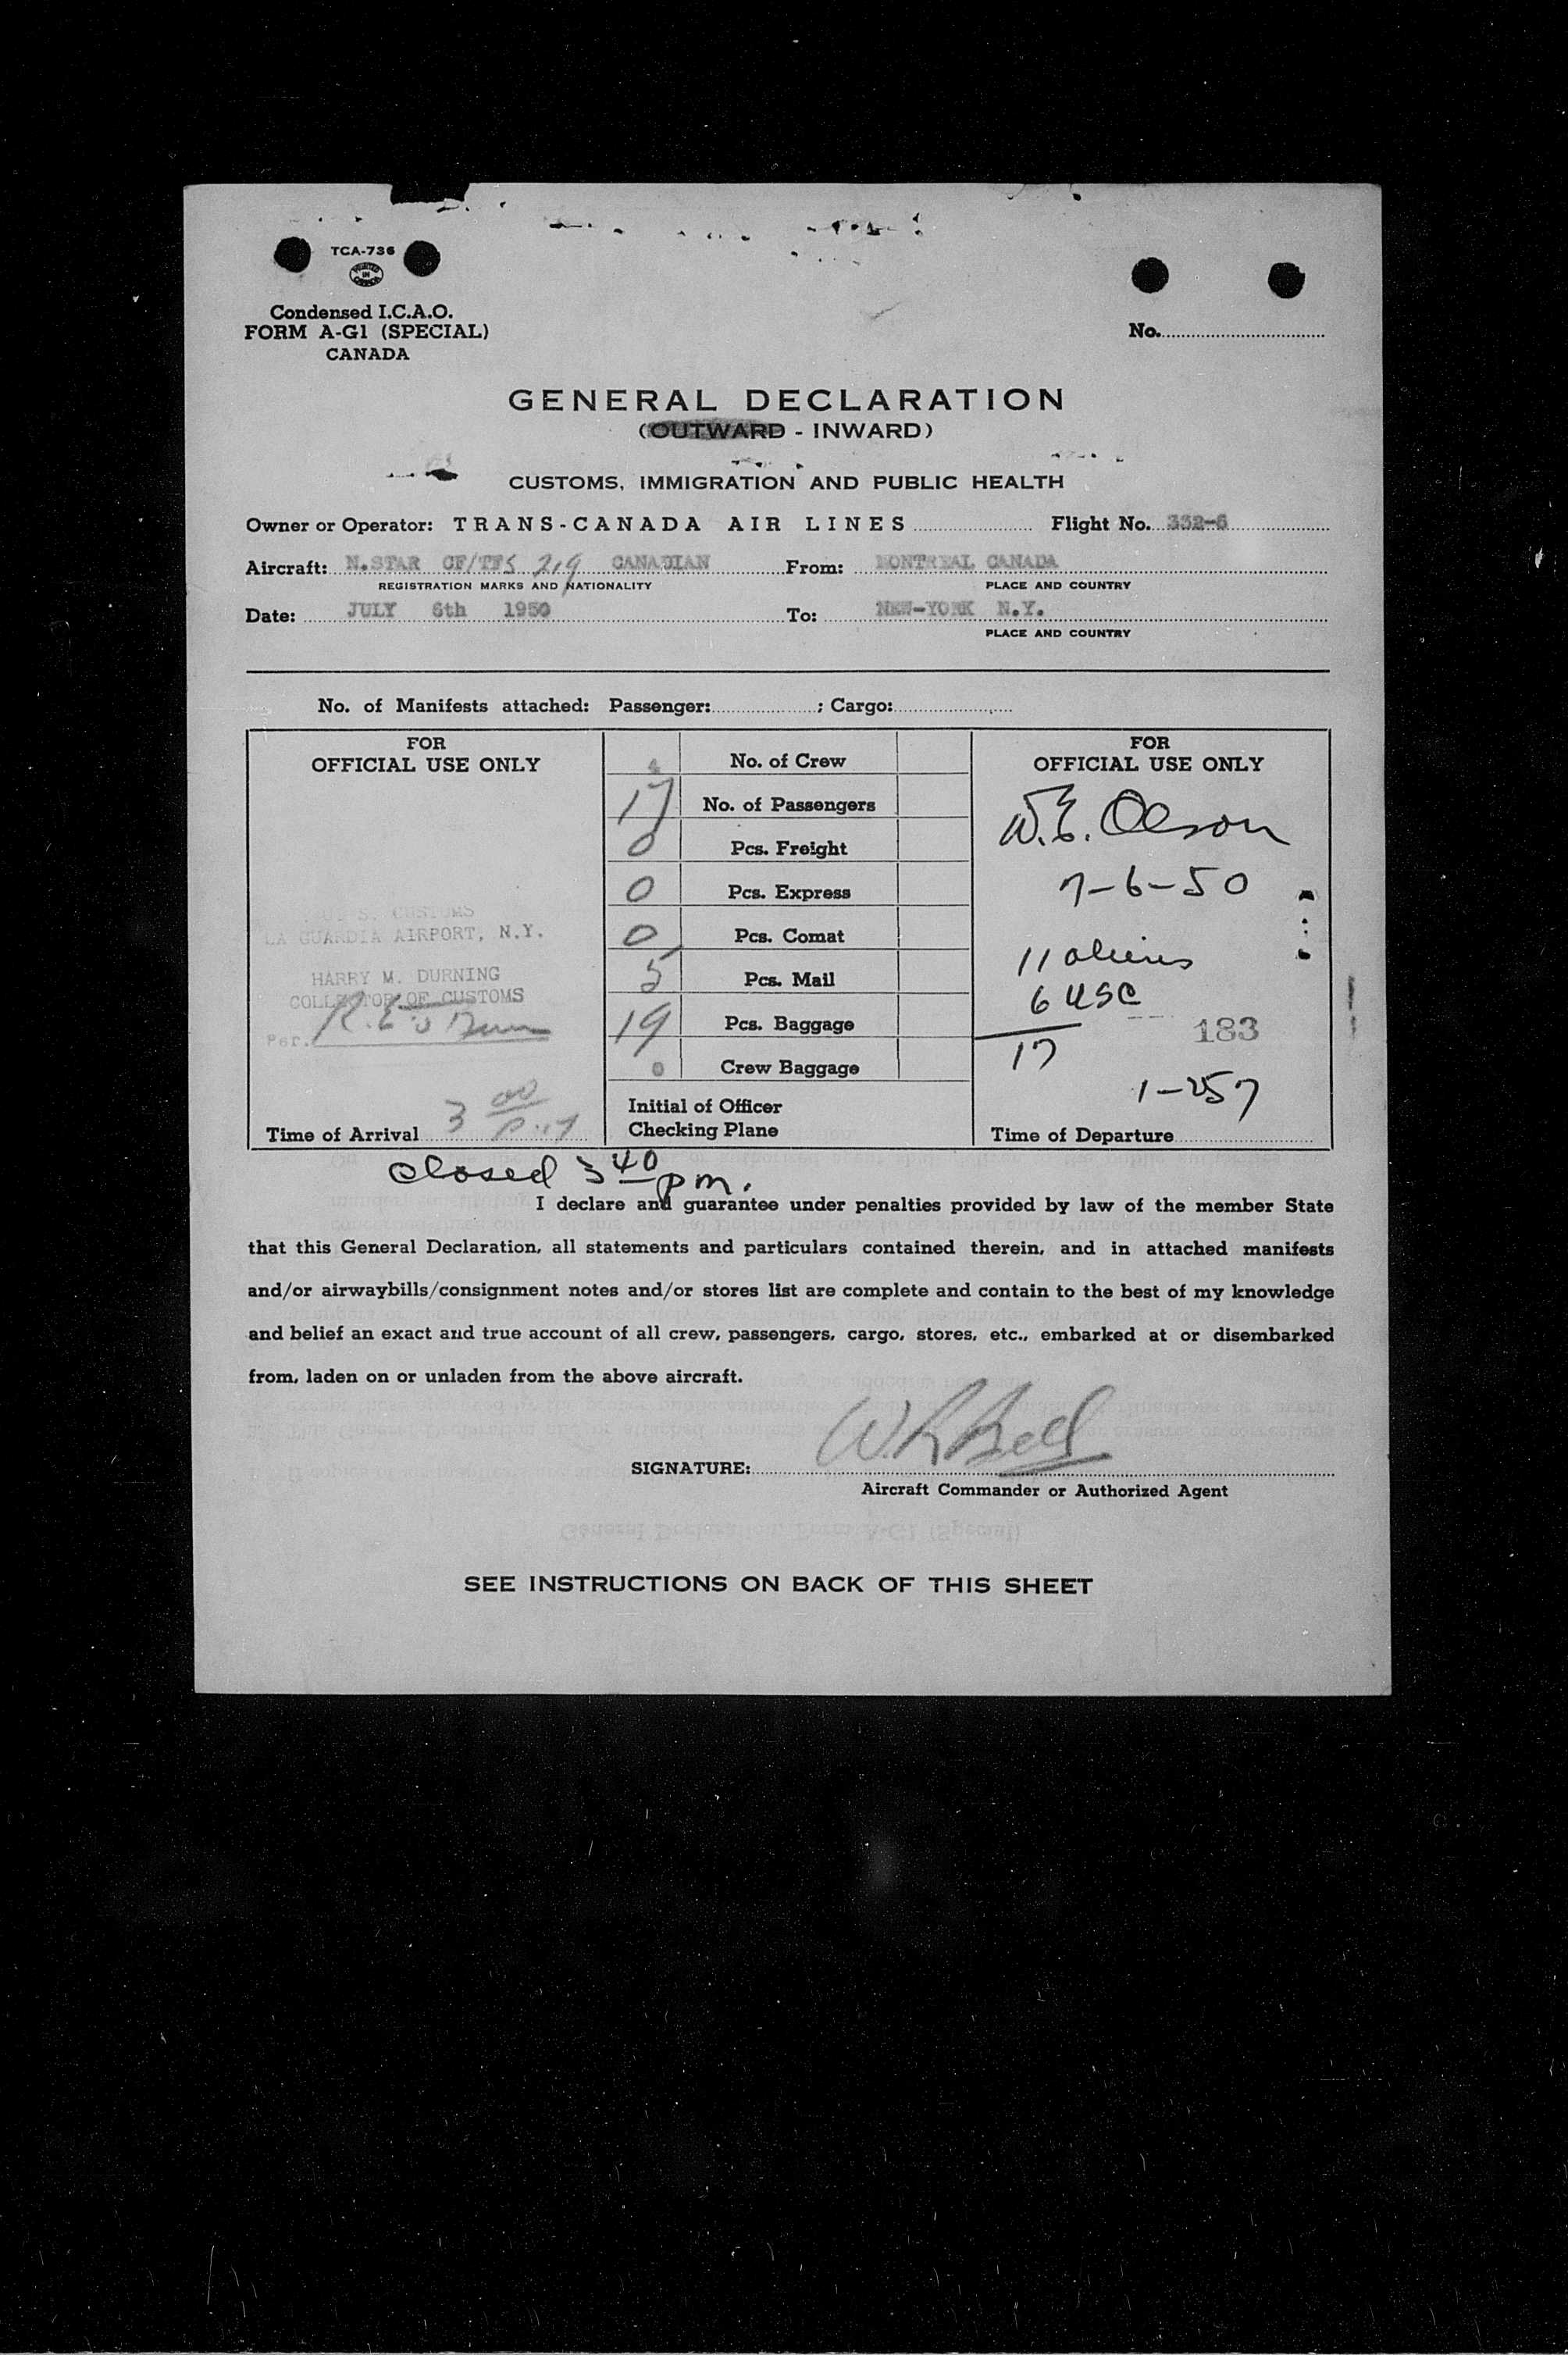 TCA-736
PRINTED IN CANADA
Condensed I.C.A.O.
FORM A-G1 (SPECIAL)
CANADA
No.
GENERAL DECLARATION
(OUTWARD - INWARD)
CUSTOMS, IMMIGRATION AND PUBLIC HEALTH
Owner or Operator: TRANS-CANADA AIR LINES Flight No. 332-6
Aircraft: N.STAR CF/TFS 219 CANADIAN From: MONTREAL CANADA
REGISTRATION MARKS AND NATIONALITY PLACE AND COUNTRY
Date: JULY 6th 1950 To: NEW-YORK N.Y.
PLACE AND COUNTRY
No. of Manifests attached: Passenger: ; Cargo:
FOR
OFFICIAL USE ONLY
U. S. CUSTOMS
LA GUARDIA AIRPORT, N.Y.
HARRY M. DURNING
COLLECTOR OF CUSTOMS
Per.
Time of Arrival 3 00 P.M
4 No. of Crew
17 No. of Passengers
0 Pcs. Freight
0 Pcs. Express
0 Pcs. Comat
5 Pcs. Mail
19 Pcs. Baggage
0 Crew Baggage
Initial of Officer
Checking Plane
FOR
OFFICIAL USE ONLY
W.E. Olson
7-6-50
11 aliens
6 USC
17
183
1-257
Time of Departure
Closed 3 40 pm.
I declare and guarantee under penalties provided by law of the member State
that this General Declaration, all statements and particulars contained therein, and in attached manifests
and/or airwaybills/consignment notes and/or stores list are complete and contain to the best of my knowledge
and belief an exact and true account of all crew, passengers, cargo, stores, etc., embarked at or disembarked
from, laden on or unladen from the above aircraft.
SIGNATURE: W.R. Bell
Aircraft Commander or Authorized Agent
SEE INSTRUCTIONS ON BACK OF THIS SHEET